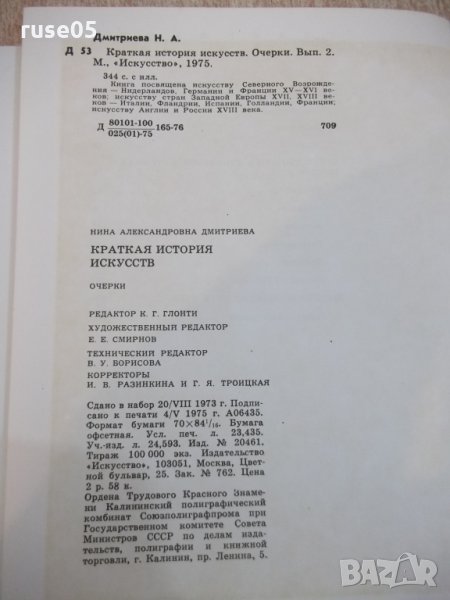 ruse05
Дмитриева Н. А.
Д 53 Краткая история искусств. Очерки. Вып. 2.
М., «Искусство», 1975.
344 с. с илл.
Книга посвящена искусству Северного Возрожде-
ния — Нидерландов, Германии и Франции XV—XVI ве-
ков; искусству стран Западной Европы XVII, XVIII ве-
ков — Италии, Фландрии, Испании, Голландии, Франции;
искусству Англии и России XVIII века.
Д 80101-100
025(01)-75 165-76 709
НИНА АЛЕКСАНДРОВНА ДМИТРИЕВА
КРАТКАЯ ИСТОРИЯ
ИСКУССТВ
ОЧЕРКИ
РЕДАКТОР К. Г. ГЛОНТИ
ХУДОЖЕСТВЕННЫЙ РЕДАКТОР
Е. Е. СМИРНОВ
ТЕХНИЧЕСКИЙ РЕДАКТОР
В. У. БОРИСОВА
КОРРЕКТОРЫ
И. В. РАЗИНКИНА И Г. Я. ТРОИЦКАЯ
Сдано в набор 20/VIII 1973 г. Подписа-
но к печати 4/V 1975 г. А06435.
Формат бумаги 70×84¹/₁₆. Бумага
офсетная. Усл. печ. л. 23,435.
Уч.-изд. л. 24,593. Изд. № 20461.
Тираж 100 000 экз. Издательство
«Искусство», 103051, Москва, Цвет-
ной бульвар, 25. Зак. № 762. Цена
2 р. 58 к.
Ордена Трудового Красного Знаме-
ни Калининский полиграфический
комбинат Союзполиграфпрома при
Государственном комитете Совета
Министров СССР по делам изда-
тельств, полиграфии и книжной
торговли, г. Калинин, пр. Ленина, 5.
BAZAR.BG